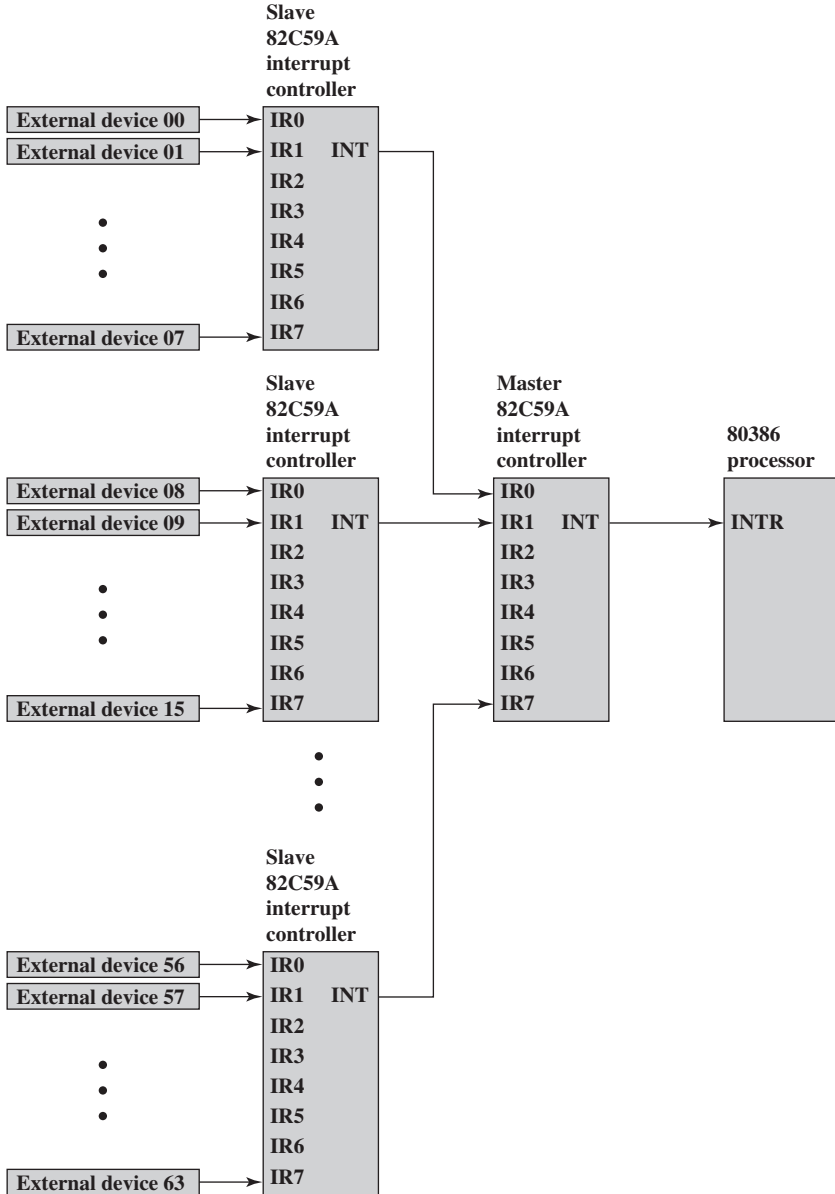 Slave
82C59A
interrupt
controller
External device 00
IR0
External device 01
IR1 INT
IR2
IR3
IR4
IR5
IR6
External device 07
IR7
Slave
82C59A
interrupt
controller
Master
82C59A
interrupt
controller
80386
processor
External device 08
IR0
IR0
External device 09
IR1 INT
IR1 INT
INTR
IR2
IR2
IR3
IR3
IR4
IR4
IR5
IR5
IR6
IR6
External device 15
IR7
IR7
Slave
82C59A
interrupt
controller
External device 56
IR0
External device 57
IR1 INT
IR2
IR3
IR4
IR5
IR6
External device 63
IR7